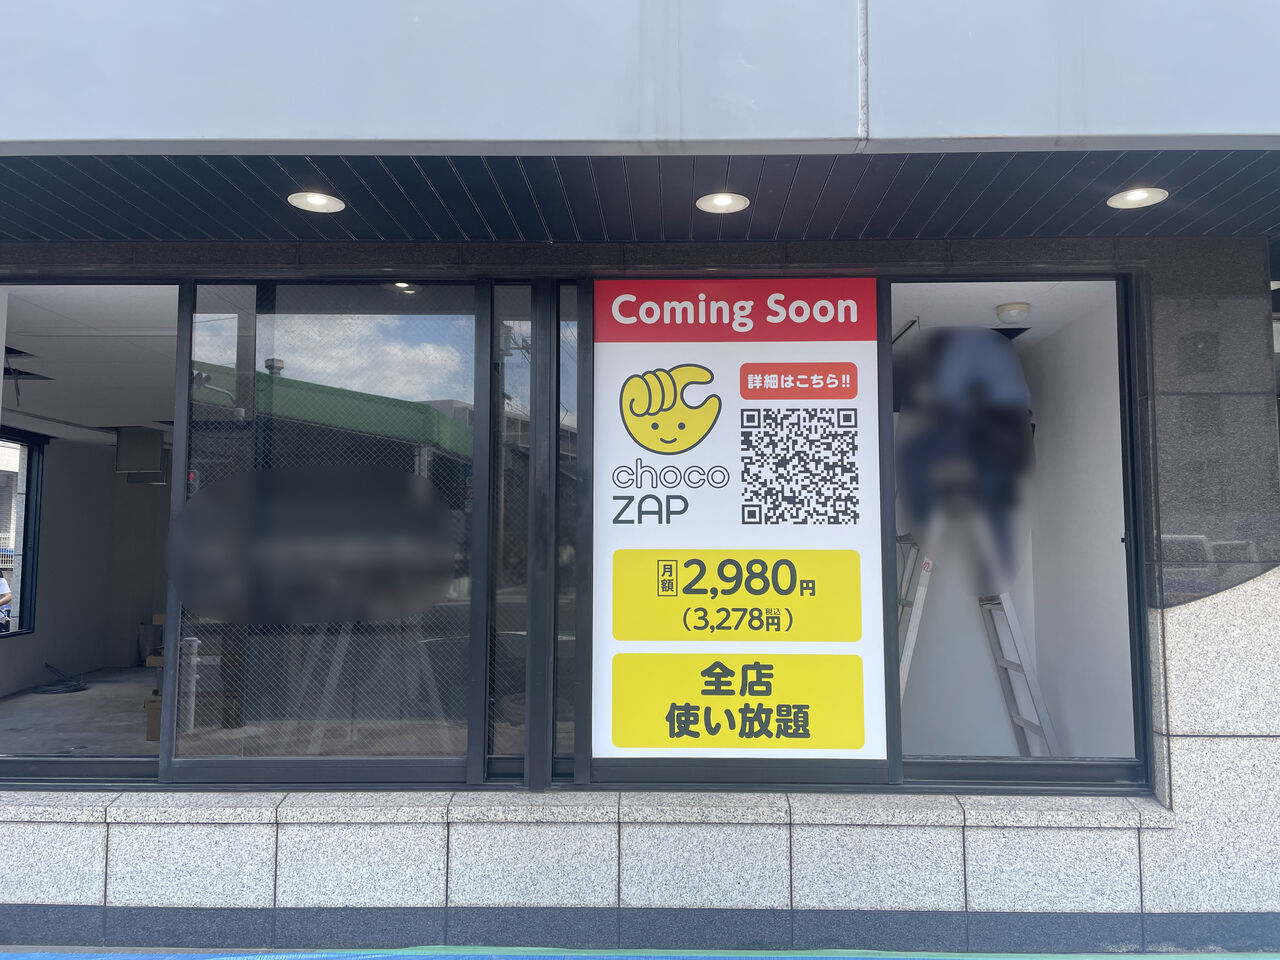 Coming Soon
詳細はこちら!!
choco
ZAP
月額 2,980円
(3,278円税込)
全店
使い放題